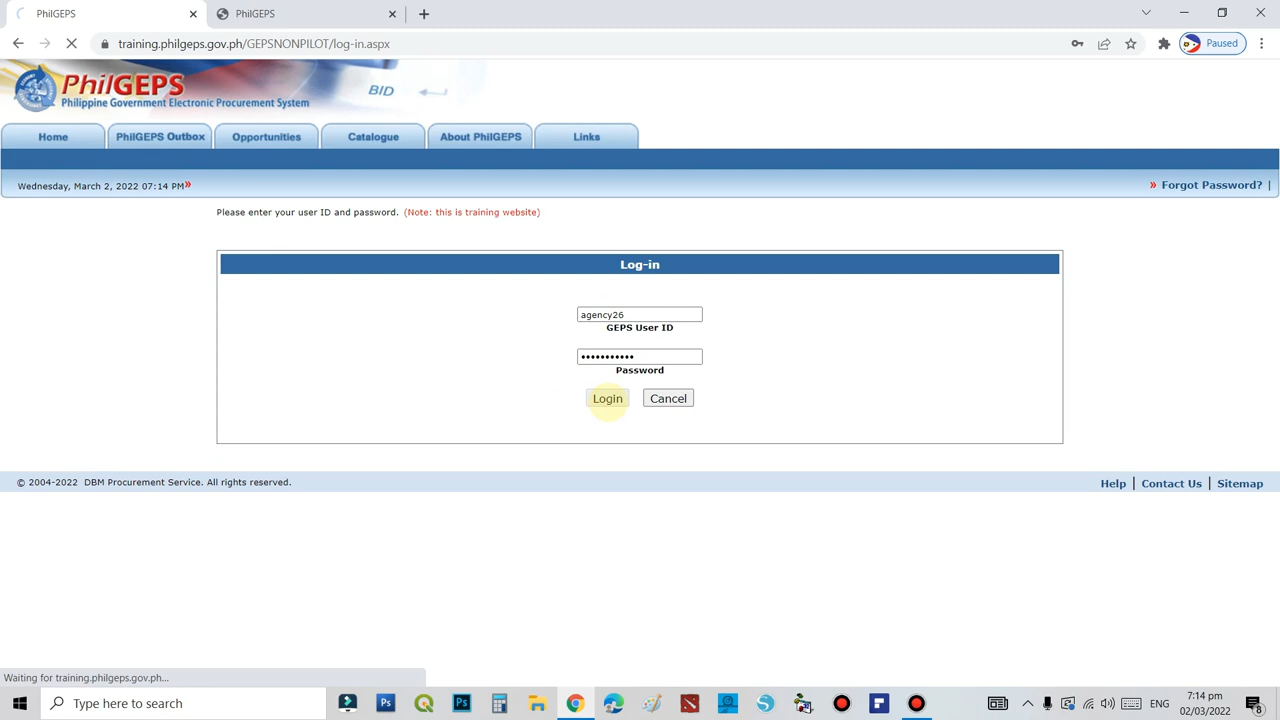 PhilGEPS
PhilGEPS
training.philgeps.gov.ph/GEPSNONPILOT/log-in.aspx
Paused
PhilGEPS
Philippine Government Electronic Procurement System
BID
Home
PhilGEPS Outbox
Opportunities
Catalogue
About PhilGEPS
Links
Wednesday, March 2, 2022 07:14 PM»
» Forgot Password? |
Please enter your user ID and password. (Note: this is training website)
Log-in
agency26
GEPS User ID
•••••••••••
Password
Login
Cancel
© 2004-2022 DBM Procurement Service. All rights reserved.
Help | Contact Us | Sitemap
Waiting for training.philgeps.gov.ph...
Type here to search
Ps
Ps
ENG
7:14 pm
02/03/2022
8